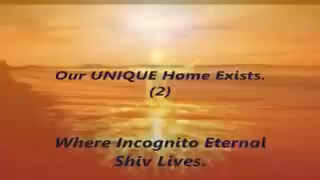 Our UNIQUE Home Exists.
(2)
Where Incognito Eternal
Shiv Lives.